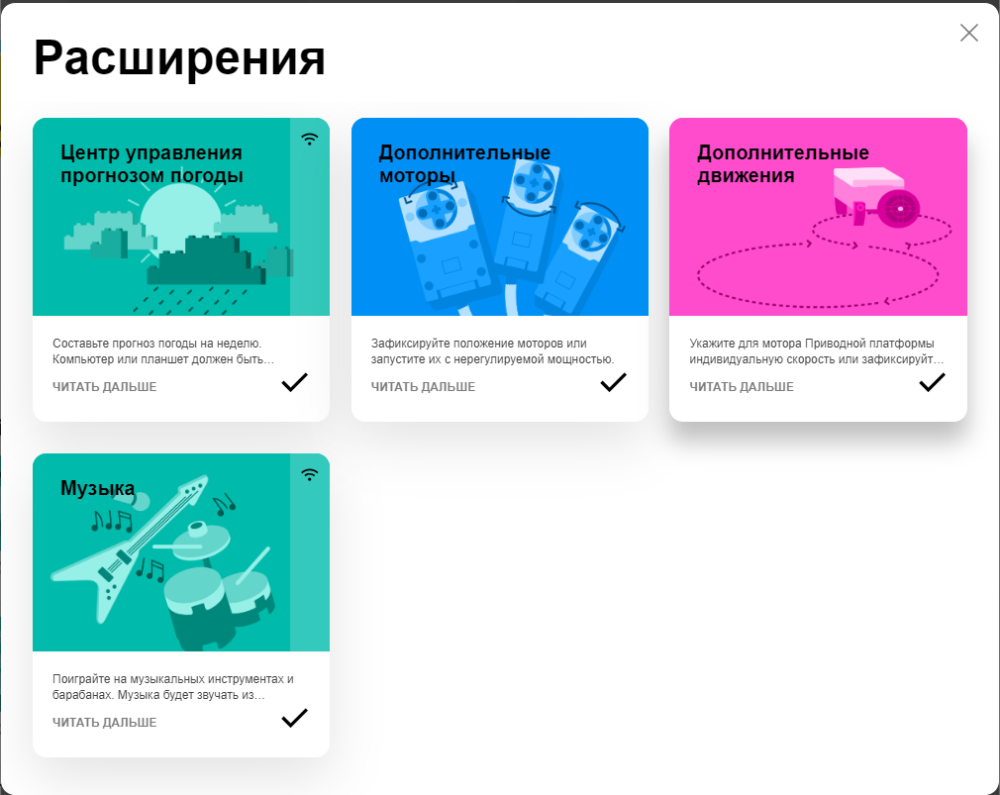 Расширения
Центр управления
прогнозом погоды
Составьте прогноз погоды на неделю.
Компьютер или планшет должен быть…
ЧИТАТЬ ДАЛЬШЕ
Дополнительные
моторы
Зафиксируйте положение моторов или
запустите их с нерегулируемой мощностью.
ЧИТАТЬ ДАЛЬШЕ
Дополнительные
движения
Укажите для мотора Приводной платформы
индивидуальную скорость или зафиксируйт…
ЧИТАТЬ ДАЛЬШЕ
Музыка
Поиграйте на музыкальных инструментах и
барабанах. Музыка будет звучать из…
ЧИТАТЬ ДАЛЬШЕ